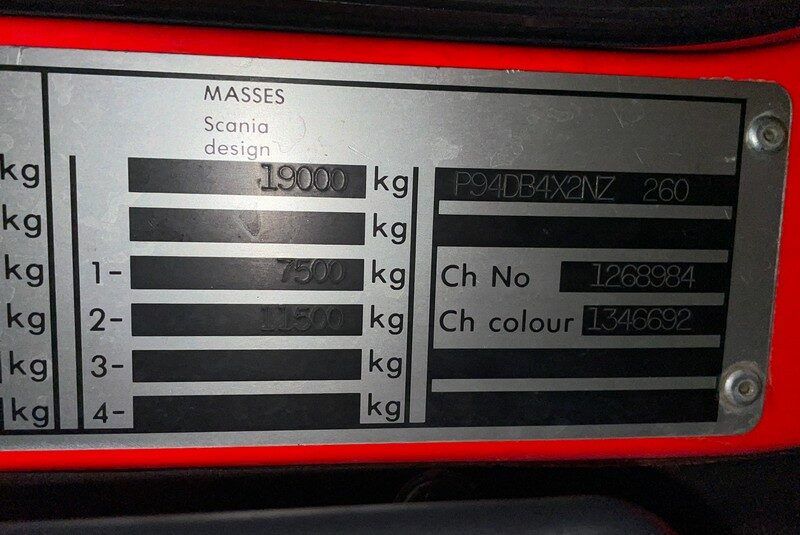 MASSES
Scania
design
kg 19000 kg P94DB4X2NZ 260
kg kg
kg 1- 7500 kg Ch No 1268984
kg 2- 11500 kg Ch colour 1346692
kg 3- kg
kg 4- kg